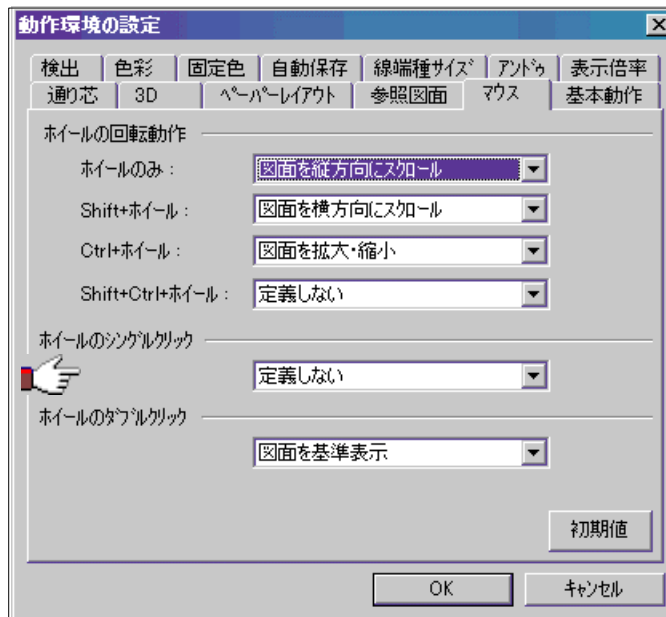 動作環境の設定
検出 色彩 固定色 自動保存 線端種サイズ アンドゥ 表示倍率
通り芯 3D ペーパーレイアウト 参照図面 マウス 基本動作
ホイールの回転動作
ホイールのみ： 図面を縦方向にスクロール
Shift+ホイール： 図面を横方向にスクロール
Ctrl+ホイール： 図面を拡大・縮小
Shift+Ctrl+ホイール： 定義しない
ホイールのシングルクリック
定義しない
ホイールのダブルクリック
図面を基準表示
初期値
OK キャンセル